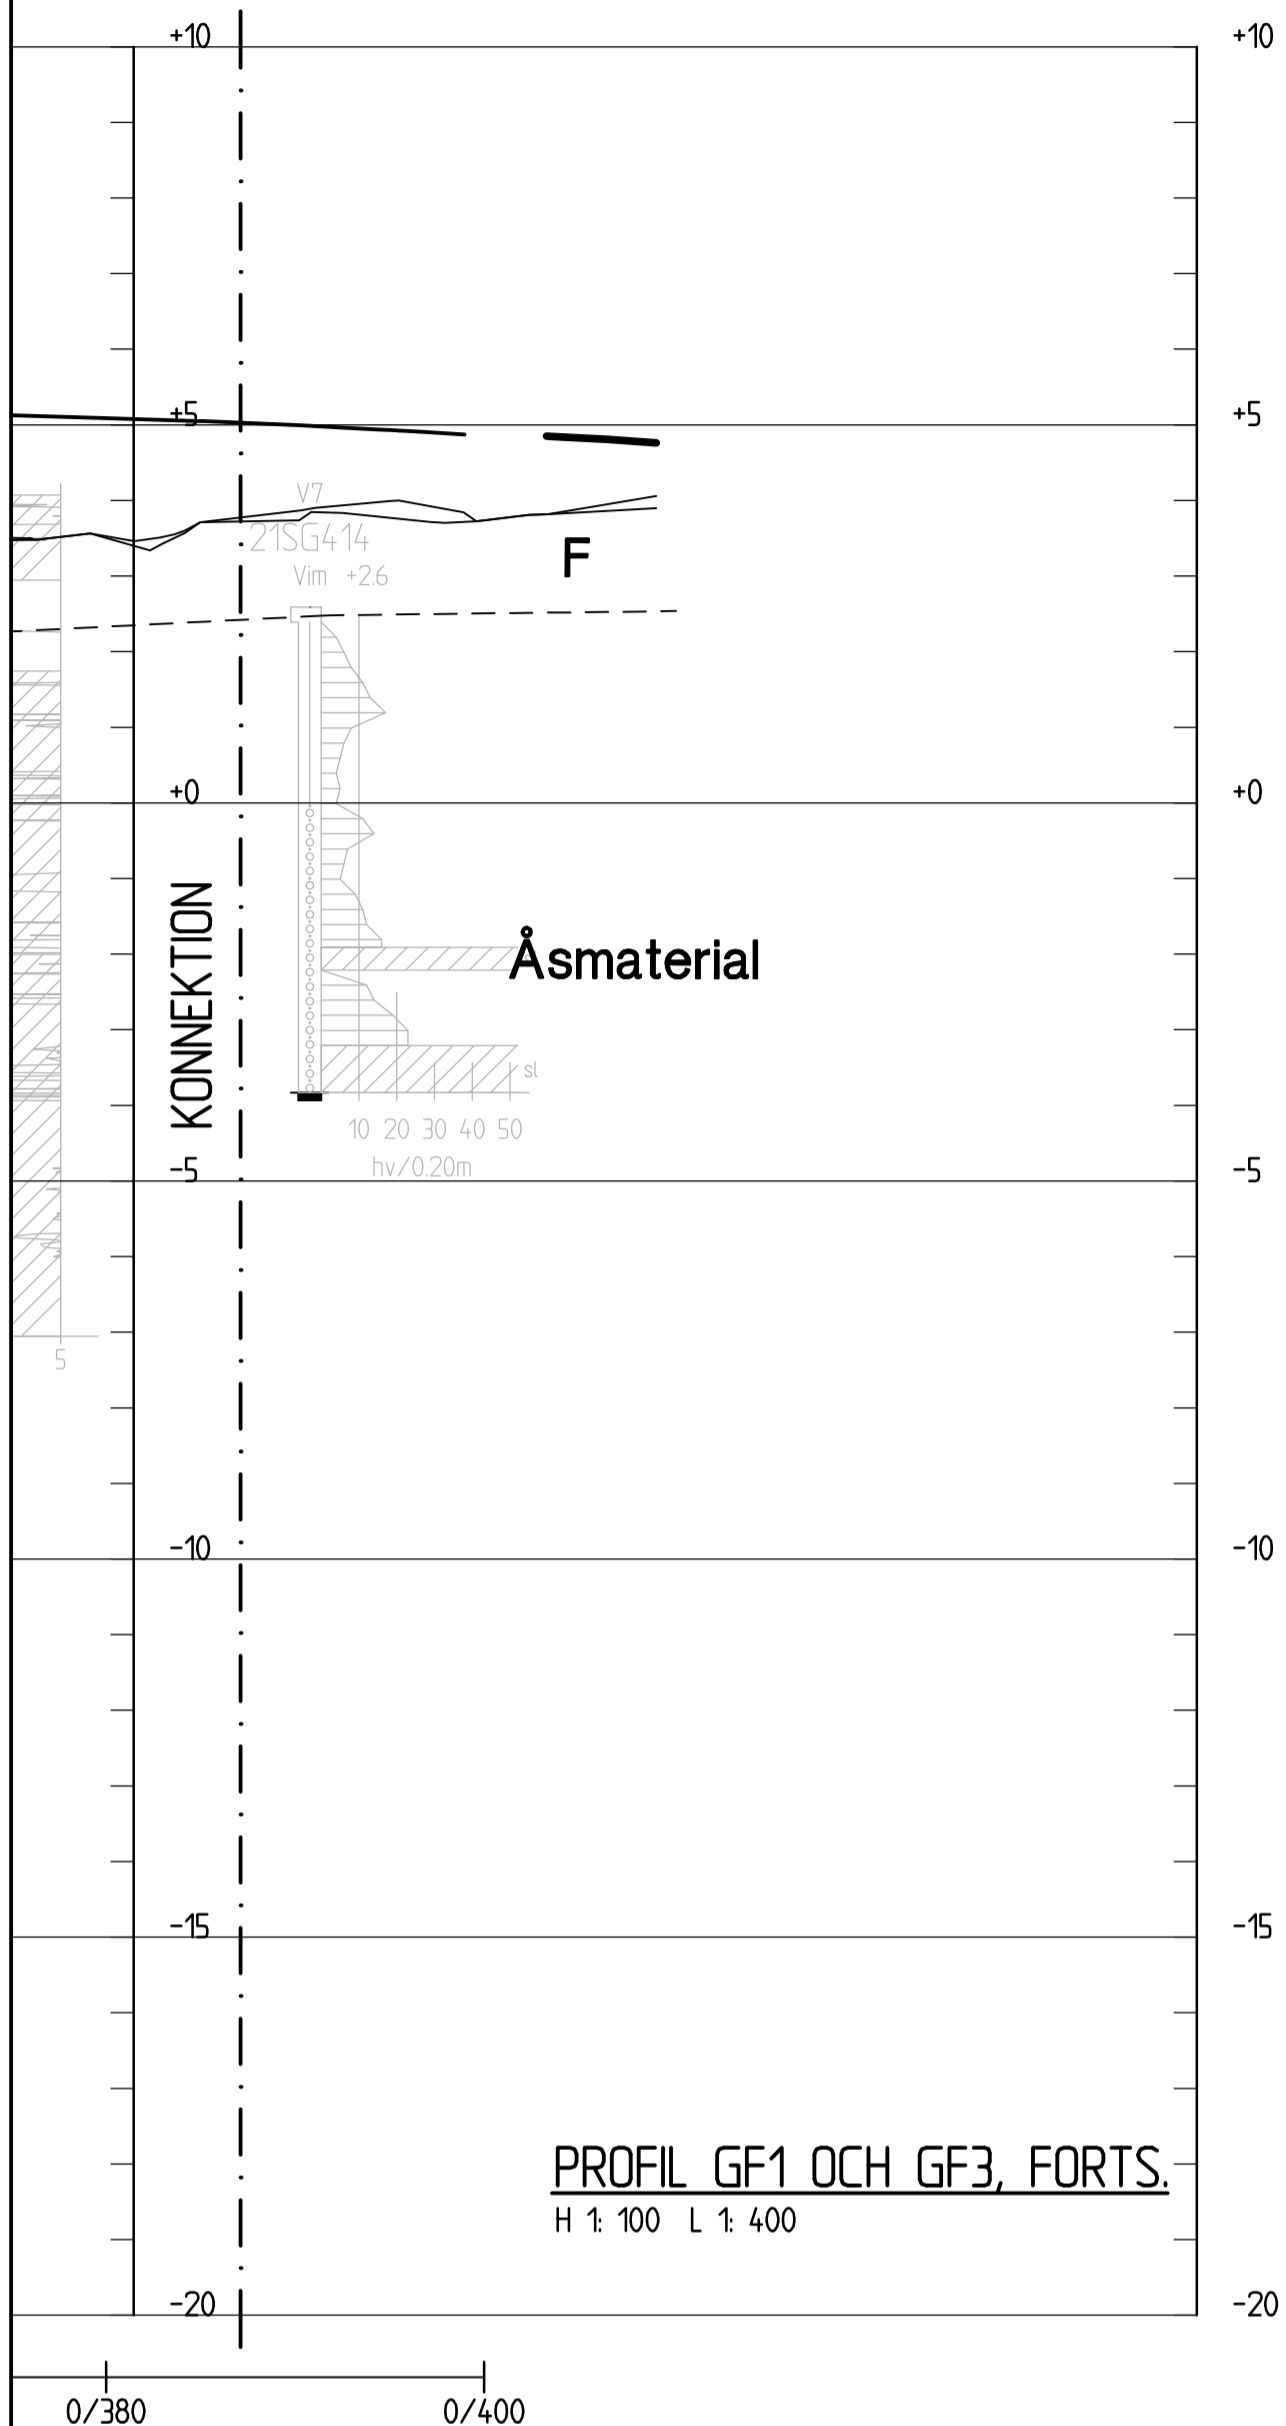 +10 +10
+5 +5
V7
21SG414
Vim +2.6
F
+0 +0
KONNEKTION
Åsmaterial
sl
10 20 30 40 50
hv/0.20m
-5 -5
5
-10 -10
-15 -15
PROFIL GF1 OCH GF3, FORTS.
H 1: 100 L 1: 400
-20 -20
0/380 0/400